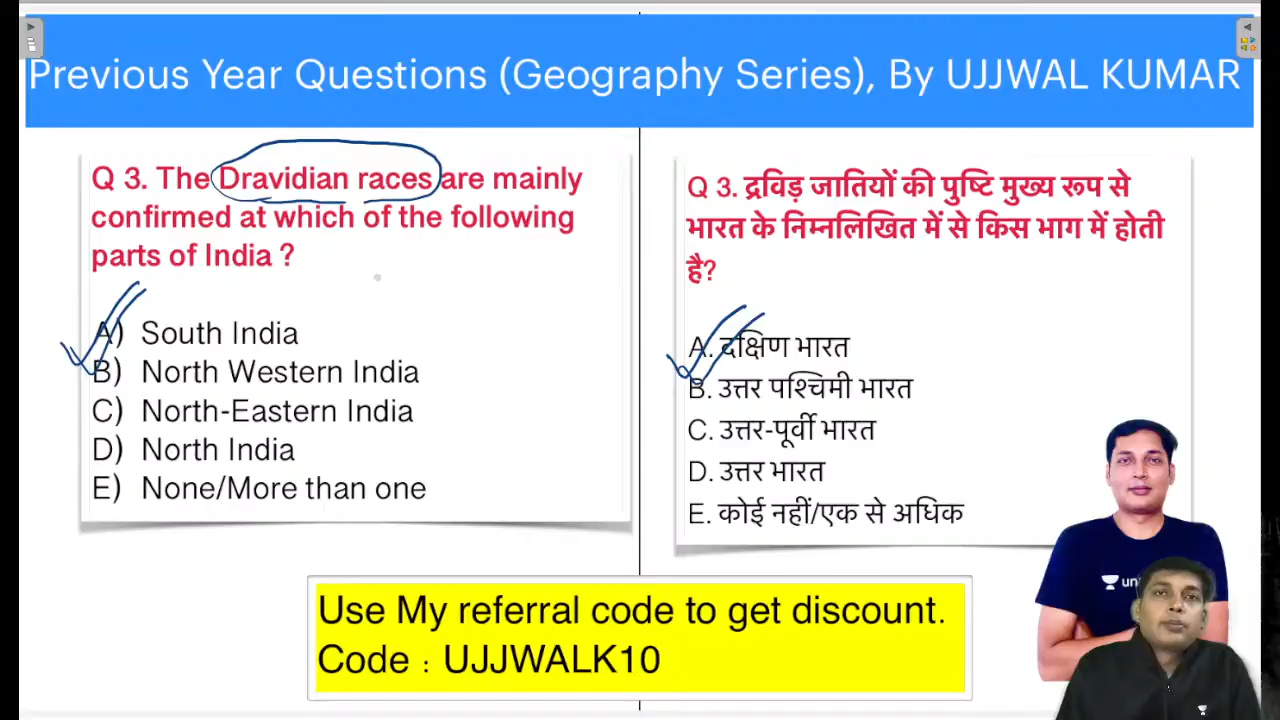 Previous Year Questions (Geography Series), By UJJWAL KUMAR
Q 3. The Dravidian races are mainly
confirmed at which of the following
parts of India ?
A) South India
B) North Western India
C) North-Eastern India
D) North India
E) None/More than one
Q 3. द्रविड़ जातियों की पुष्टि मुख्य रूप से
भारत के निम्नलिखित में से किस भाग में होती
है?
A. दक्षिण भारत
B. उत्तर पश्चिमी भारत
C. उत्तर-पूर्वी भारत
D. उत्तर भारत
E. कोई नहीं/एक से अधिक
Use My referral code to get discount.
Code : UJJWALK10